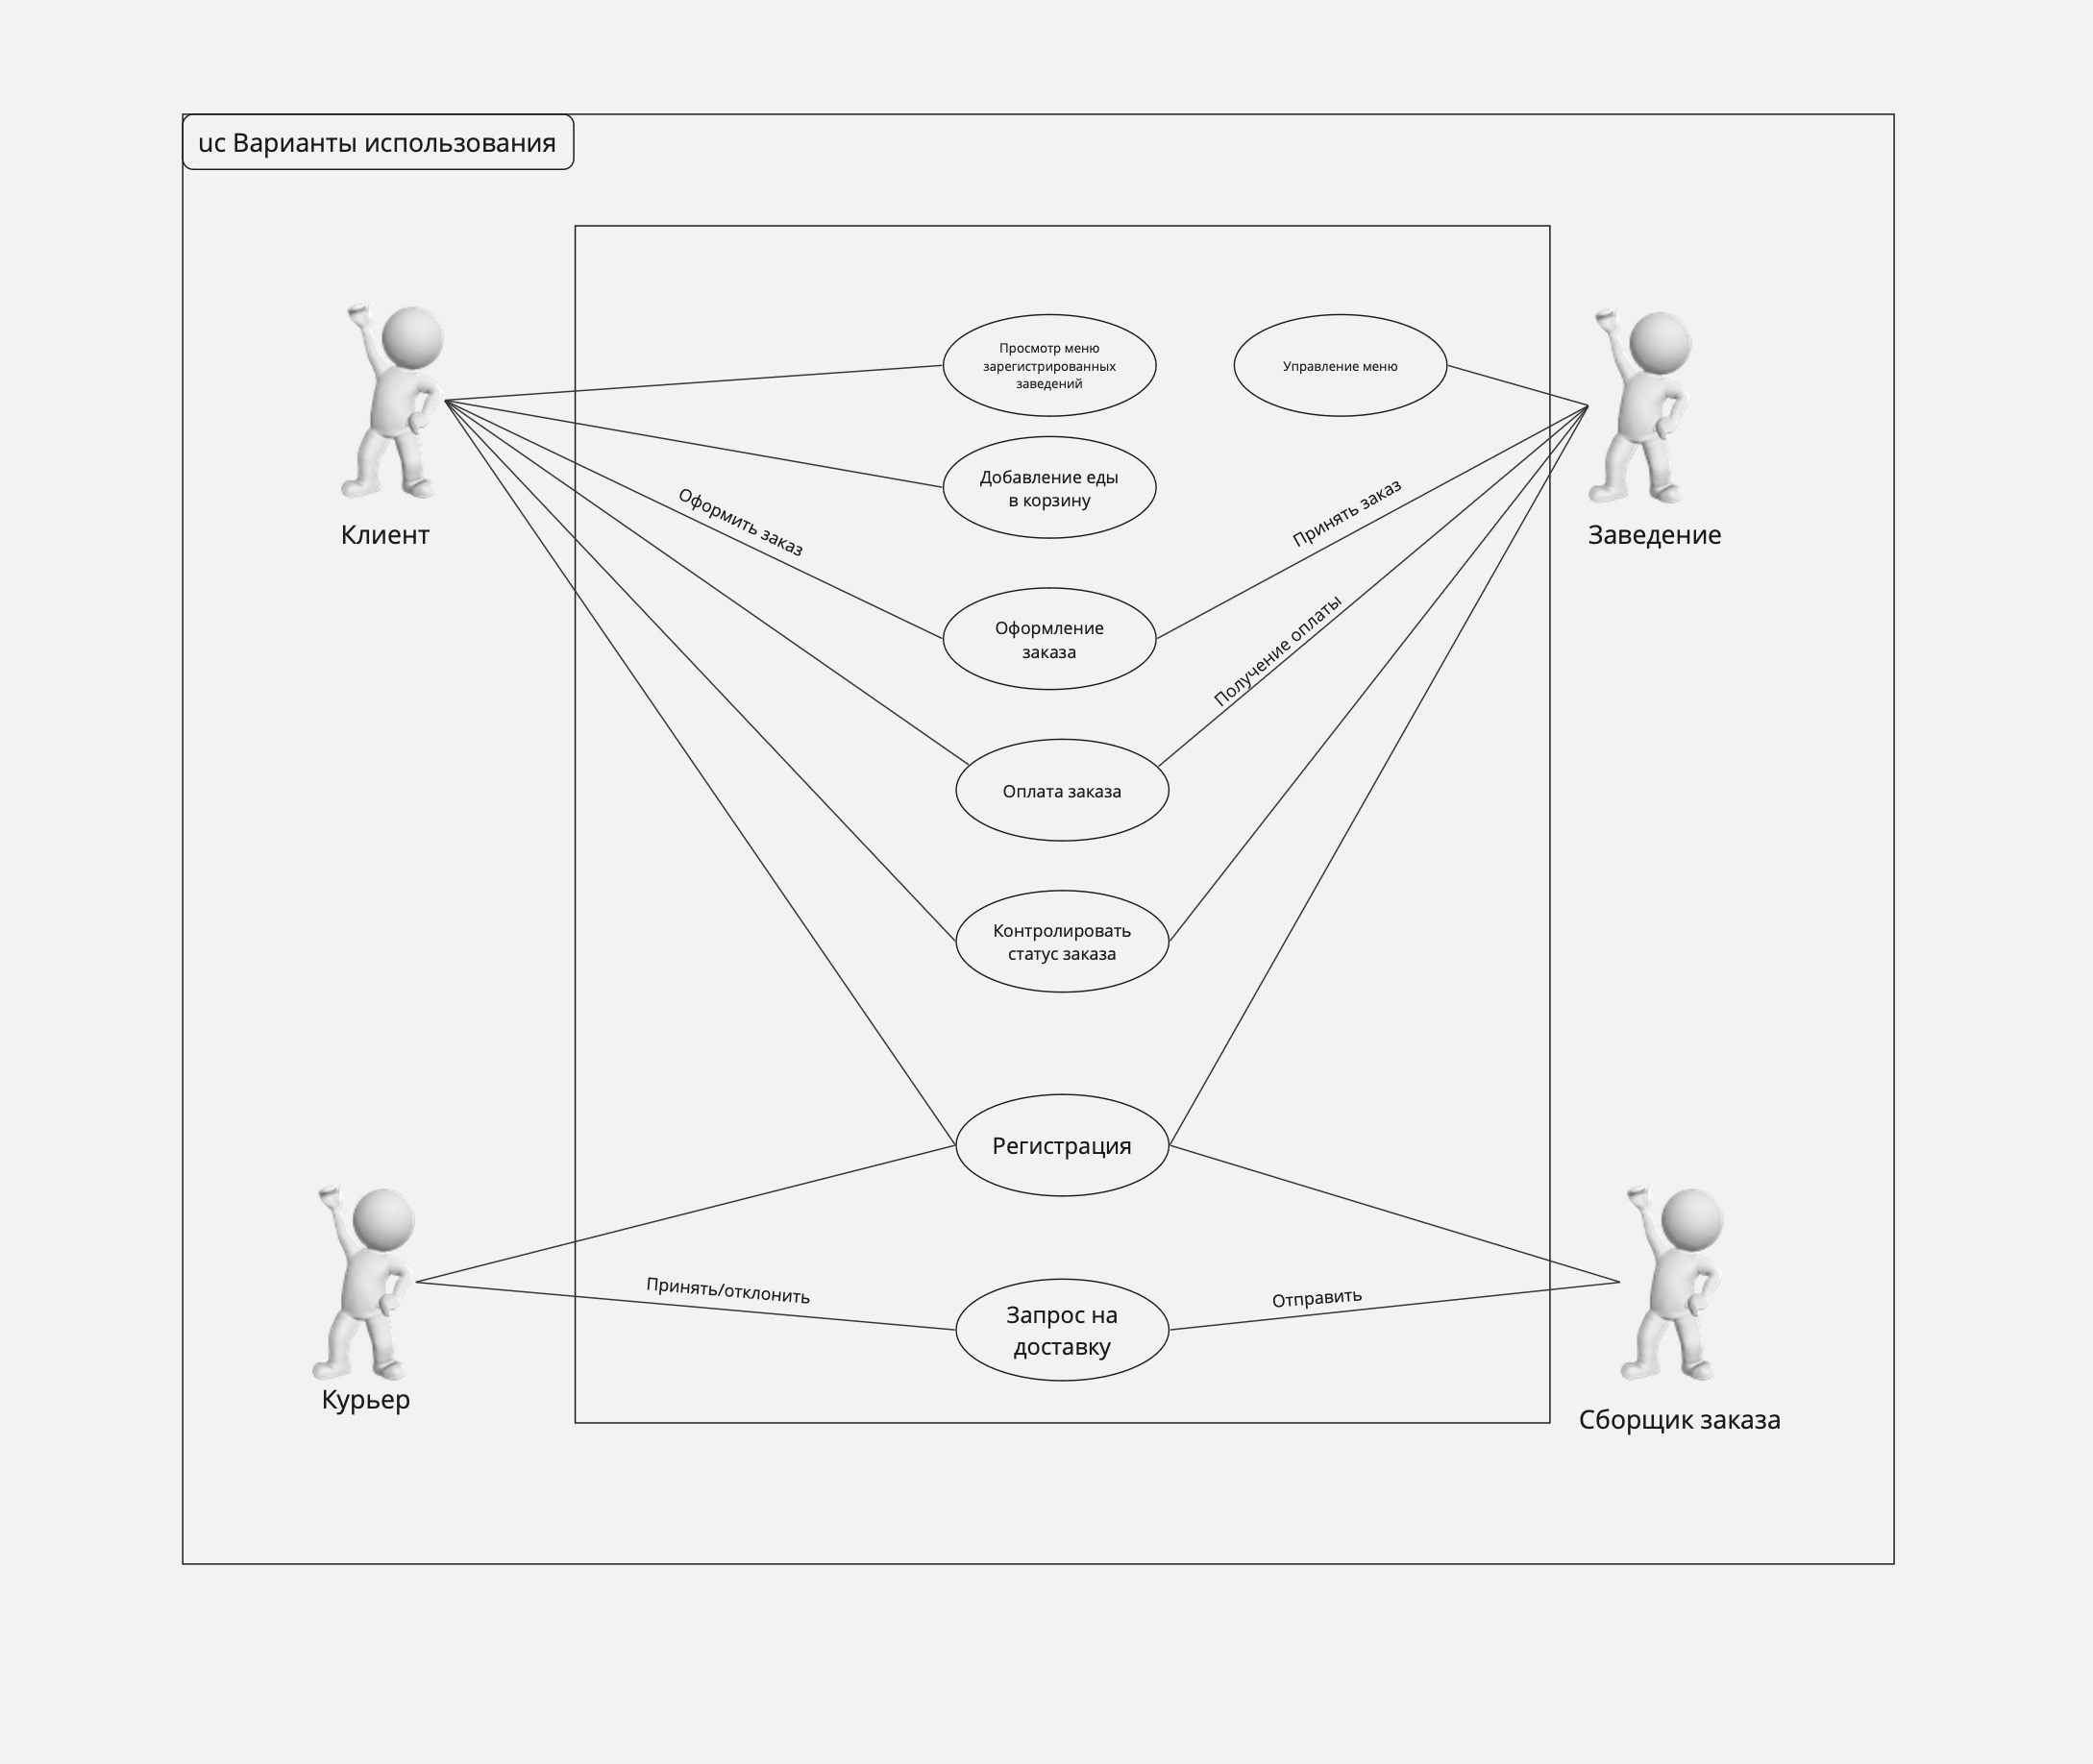 uc Варианты использования
Просмотр меню
зарегистрированных
заведений
Управление меню
Добавление еды
в корзину
Клиент
Оформить заказ
Принять заказ
Заведение
Оформление
заказа
Получение оплаты
Оплата заказа
Контролировать
статус заказа
Регистрация
Принять/отклонить
Запрос на
доставку
Отправить
Курьер
Сборщик заказа